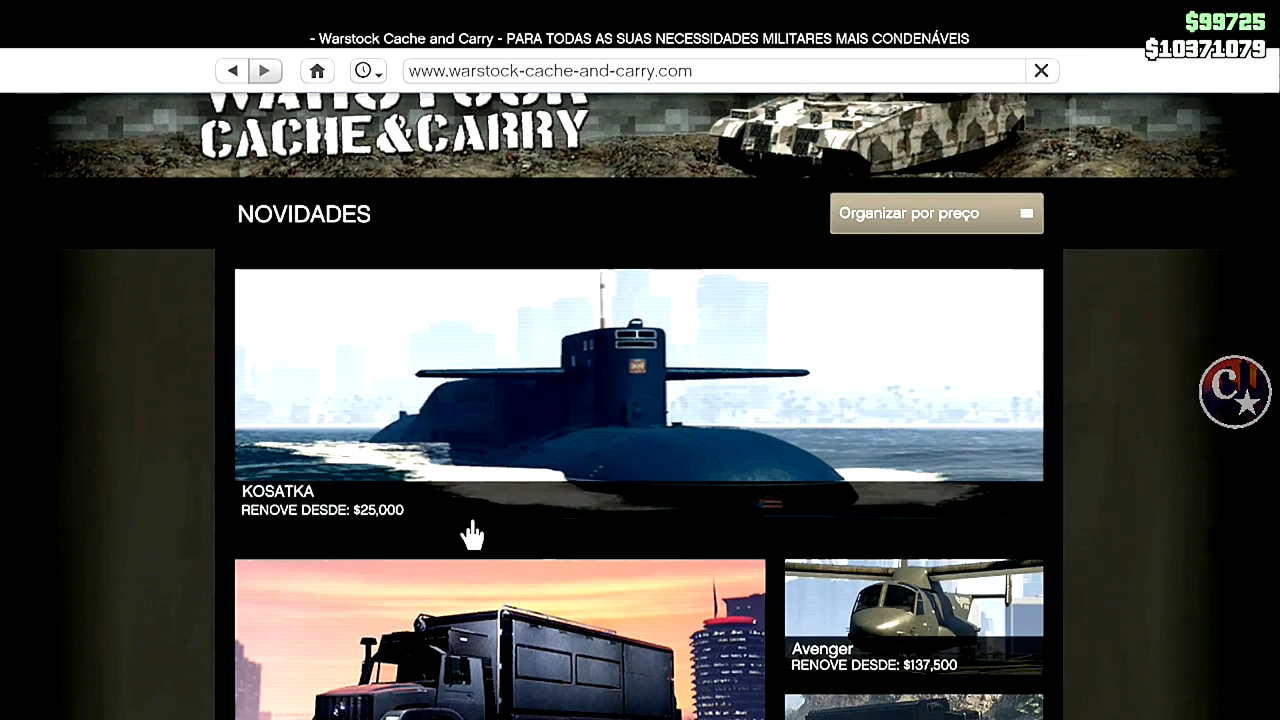 $99725
- Warstock Cache and Carry - PARA TODAS AS SUAS NECESSIDADES MILITARES MAIS CONDENÁVEIS
$10371079
www.warstock-cache-and-carry.com
WARSTOCK
CACHE&CARRY
NOVIDADES
Organizar por preço
C
KOSATKA
RENOVE DESDE: $25,000
Avenger
RENOVE DESDE: $137,500